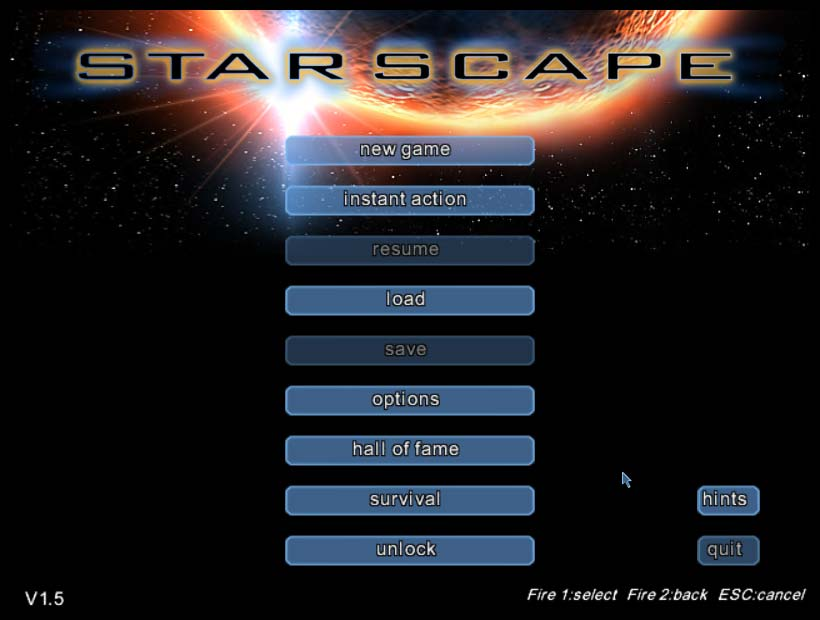 STARSCAPE
new game
instant action
resume
load
save
options
hall of fame
survival
hints
unlock
quit
V1.5
Fire 1:select Fire 2:back ESC:cancel